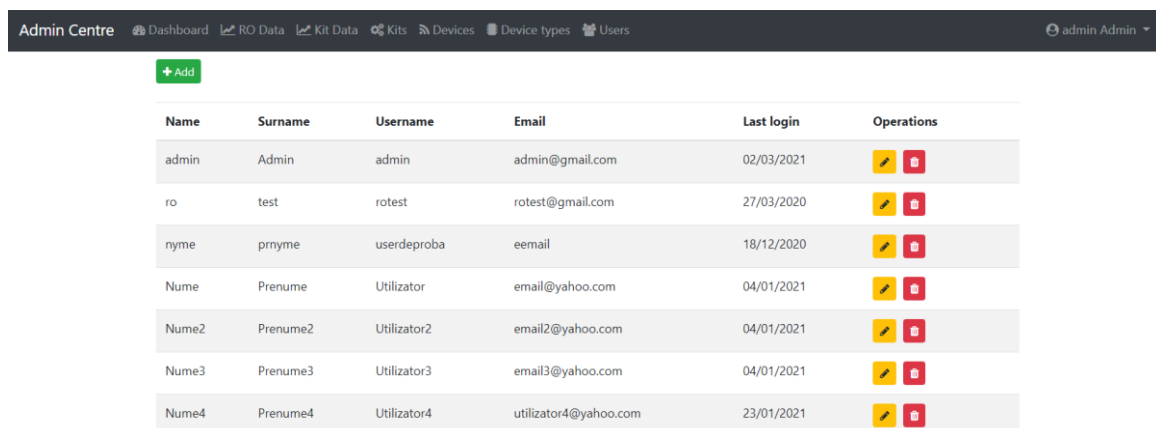 Admin Centre Dashboard RO Data Kit Data Kits Devices Device types Users admin Admin
Add
Name Surname Username Email Last login Operations
admin Admin admin admin@gmail.com 02/03/2021
ro test rotest rotest@gmail.com 27/03/2020
nyme prnyme userdeproba eemail 18/12/2020
Nume Prenume Utilizator email@yahoo.com 04/01/2021
Nume2 Prenume2 Utilizator2 email2@yahoo.com 04/01/2021
Nume3 Prenume3 Utilizator3 email3@yahoo.com 04/01/2021
Nume4 Prenume4 Utilizator4 utilizator4@yahoo.com 23/01/2021